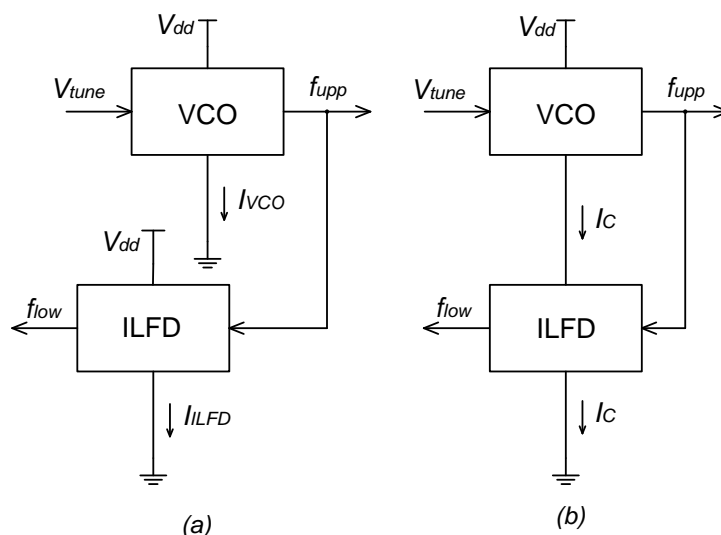 Vdd
Vtune
VCO
fupp
IVCO
Vdd
flow
ILFD
IILFD
(a)
Vdd
Vtune
VCO
fupp
IC
flow
ILFD
IC
(b)